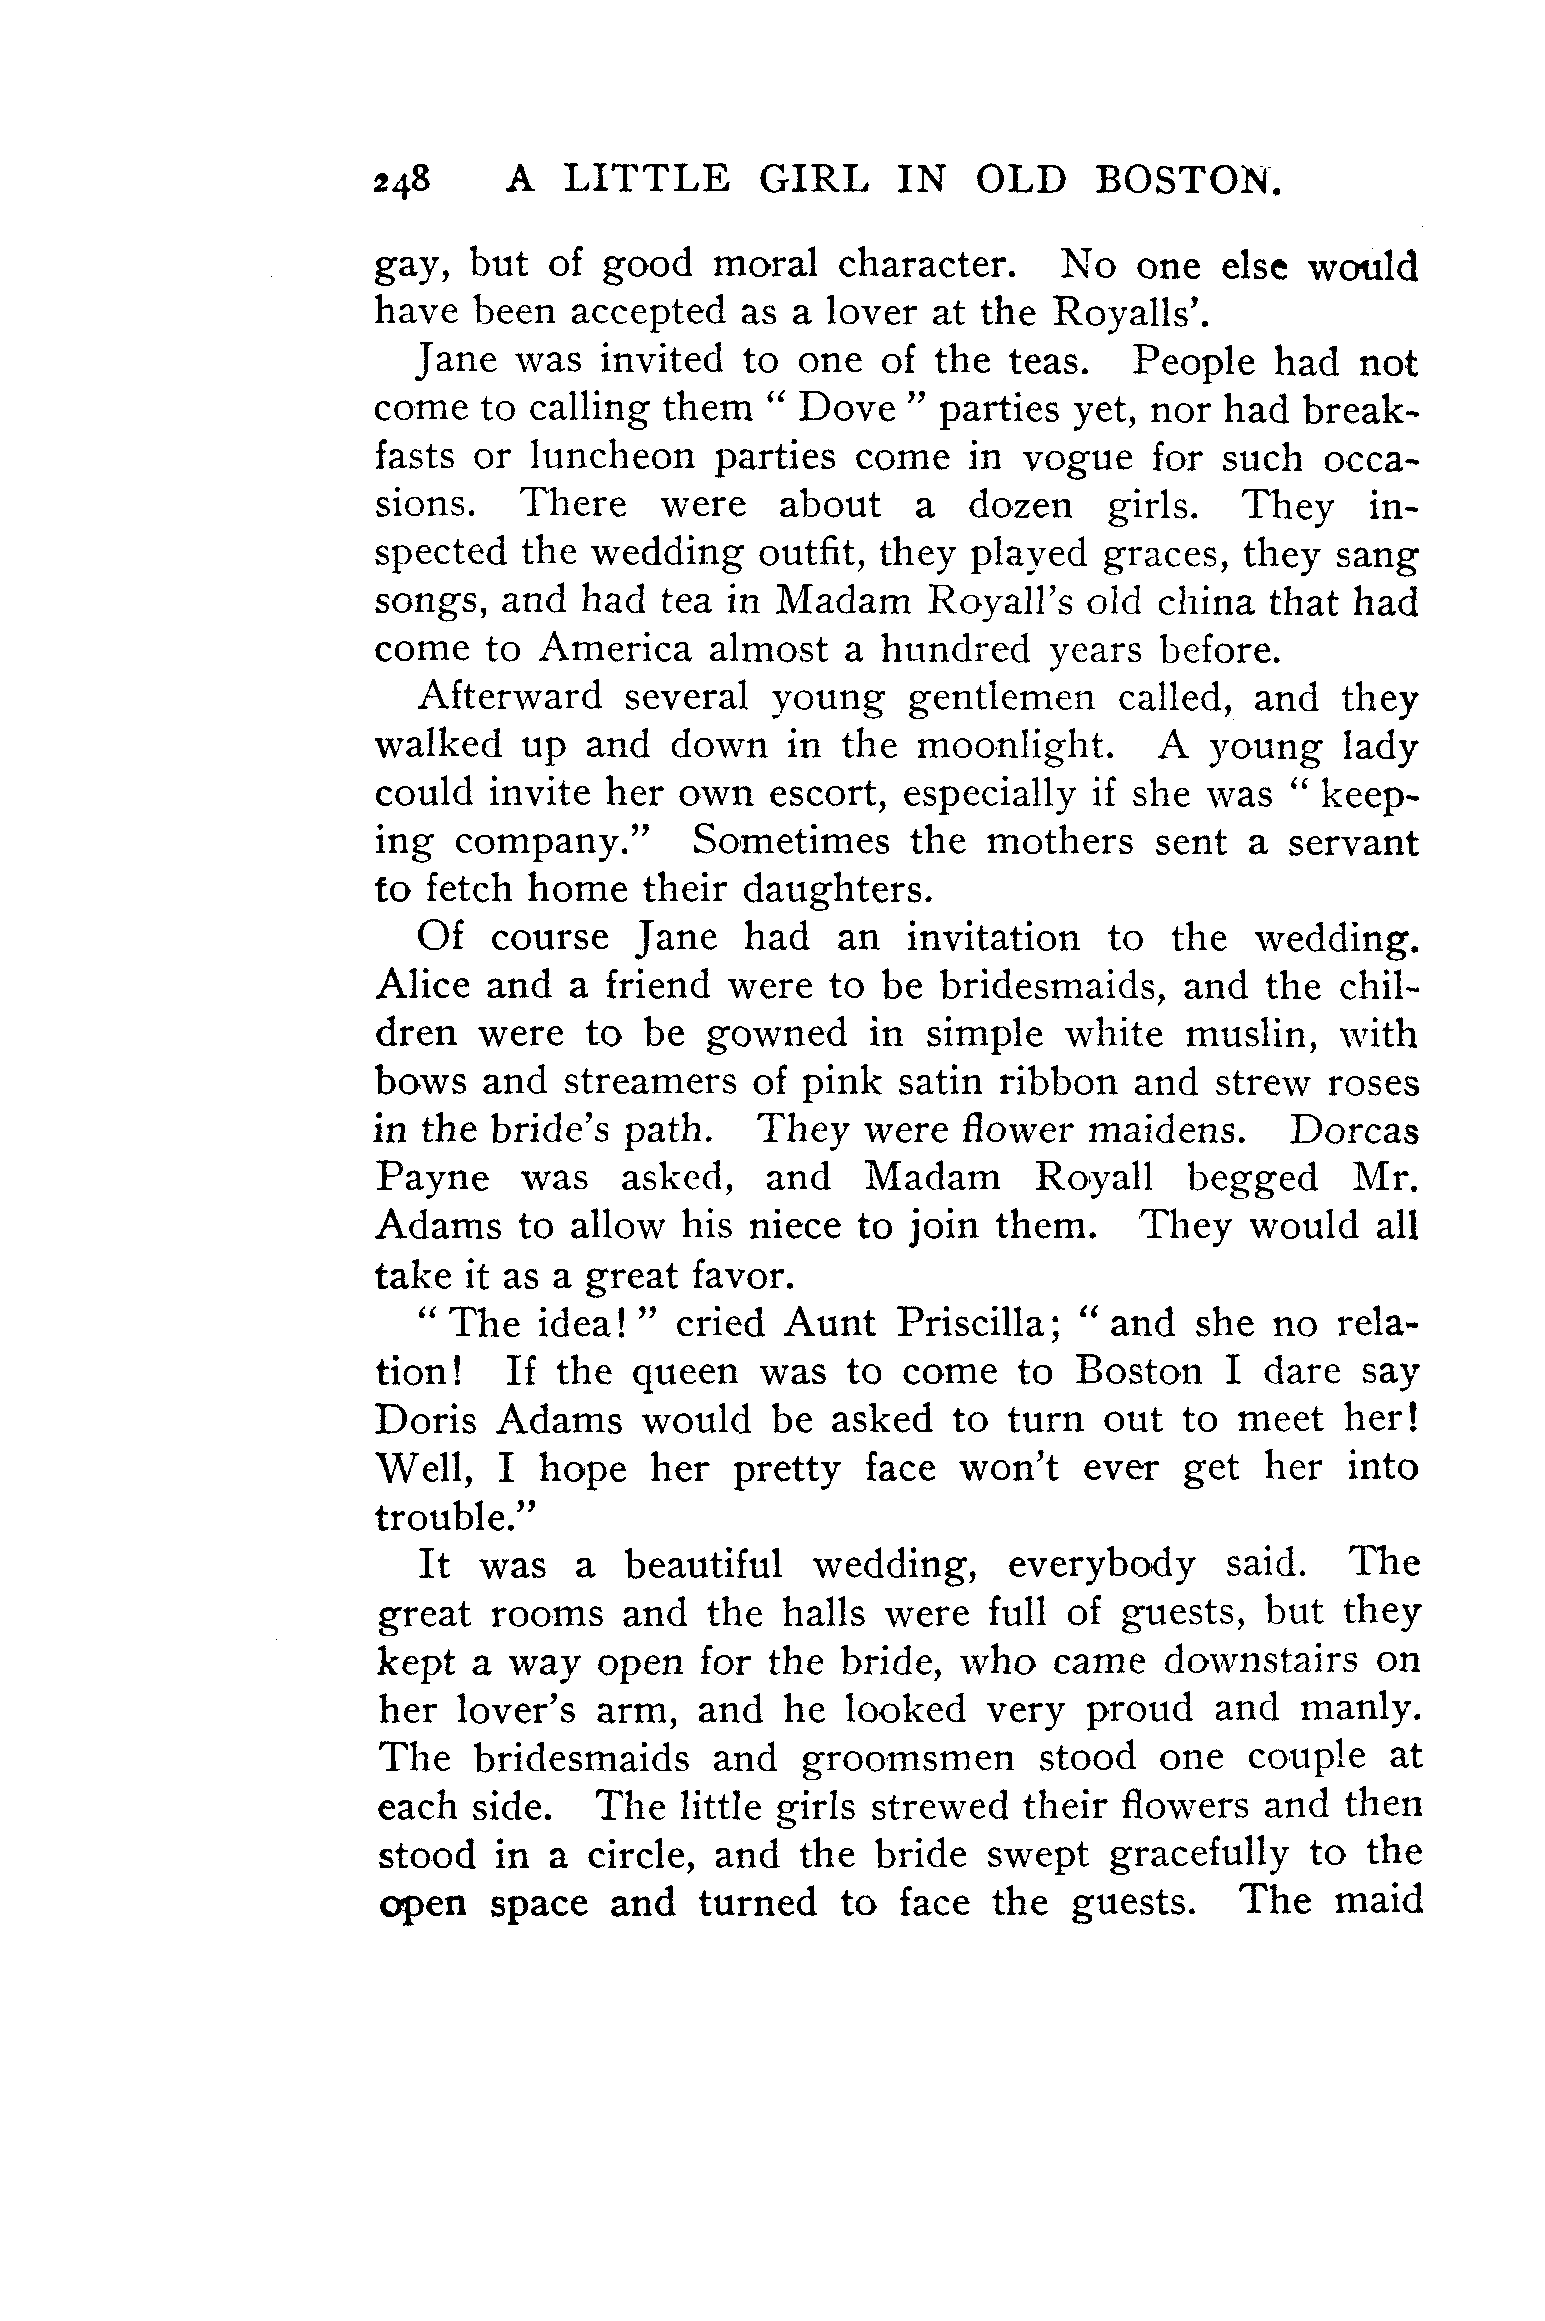 248 A LITTLE GIRL IN OLD BOSTON.
gay, but of good moral character. No one else would
have been accepted as a lover at the Royalls’.
Jane was invited to one of the teas. People had not
come to calling them “ Dove ” parties yet, nor had break-
fasts or luncheon parties come in vogue for such occa-
sions. There were about a dozen girls. They in-
spected the wedding outfit, they played graces, they sang
songs, and had tea in Madam Royall’s old china that had
come to America almost a hundred years before.
Afterward several young gentlemen called, and they
walked up and down in the moonlight. A young lady
could invite her own escort, especially if she was “ keep-
ing company.” Sometimes the mothers sent a servant
to fetch home their daughters.
Of course Jane had an invitation to the wedding.
Alice and a friend were to be bridesmaids, and the chil-
dren were to be gowned in simple white muslin, with
bows and streamers of pink satin ribbon and strew roses
in the bride’s path. They were flower maidens. Dorcas
Payne was asked, and Madam Royall begged Mr.
Adams to allow his niece to join them. They would all
take it as a great favor.
“ The idea! ” cried Aunt Priscilla; “ and she no rela-
tion! If the queen was to come to Boston I dare say
Doris Adams would be asked to turn out to meet her!
Well, I hope her pretty face won’t ever get her into
trouble.”
It was a beautiful wedding, everybody said. The
great rooms and the halls were full of guests, but they
kept a way open for the bride, who came downstairs on
her lover’s arm, and he looked very proud and manly.
The bridesmaids and groomsmen stood one couple at
each side. The little girls strewed their flowers and then
stood in a circle, and the bride swept gracefully to the
open space and turned to face the guests. The maid